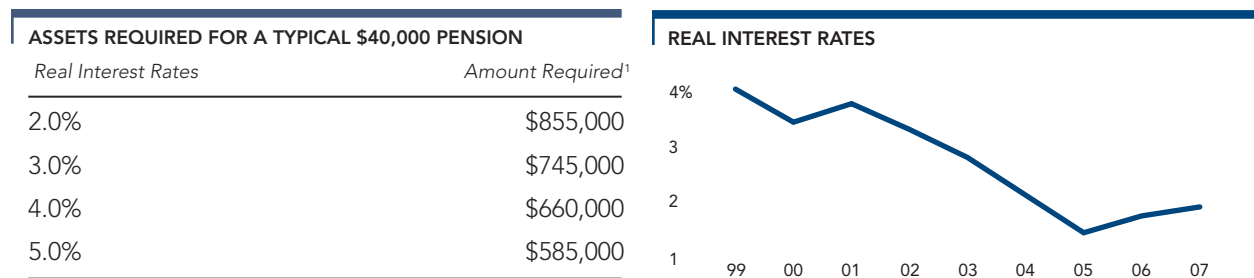 ASSETS REQUIRED FOR A TYPICAL $40,000 PENSION
Real Interest Rates Amount Required¹
2.0% $855,000
3.0% $745,000
4.0% $660,000
5.0% $585,000
REAL INTEREST RATES
4%
3
2
1
99 00 01 02 03 04 05 06 07